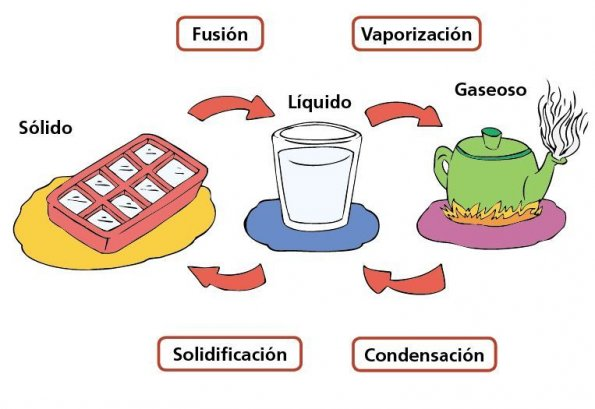 Fusión
Vaporización
Sólido
Líquido
Gaseoso
Solidificación
Condensación